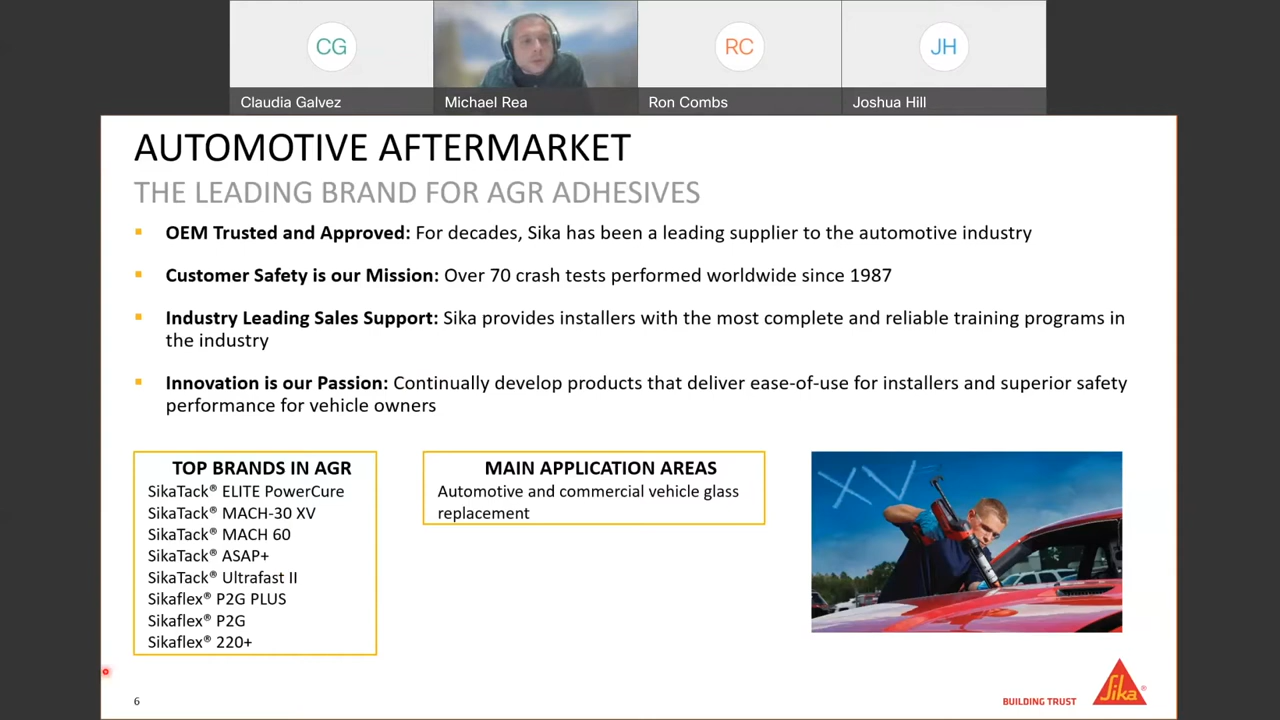 CG
RC
JH
Claudia Galvez
Michael Rea
Ron Combs
Joshua Hill
AUTOMOTIVE AFTERMARKET
THE LEADING BRAND FOR AGR ADHESIVES
▪ OEM Trusted and Approved: For decades, Sika has been a leading supplier to the automotive industry
▪ Customer Safety is our Mission: Over 70 crash tests performed worldwide since 1987
▪ Industry Leading Sales Support: Sika provides installers with the most complete and reliable training programs in
the industry
▪ Innovation is our Passion: Continually develop products that deliver ease-of-use for installers and superior safety
performance for vehicle owners
TOP BRANDS IN AGR
SikaTack® ELITE PowerCure
SikaTack® MACH-30 XV
SikaTack® MACH 60
SikaTack® ASAP+
SikaTack® Ultrafast II
Sikaflex® P2G PLUS
Sikaflex® P2G
Sikaflex® 220+
MAIN APPLICATION AREAS
Automotive and commercial vehicle glass
replacement
XV
6
BUILDING TRUST
Sika®